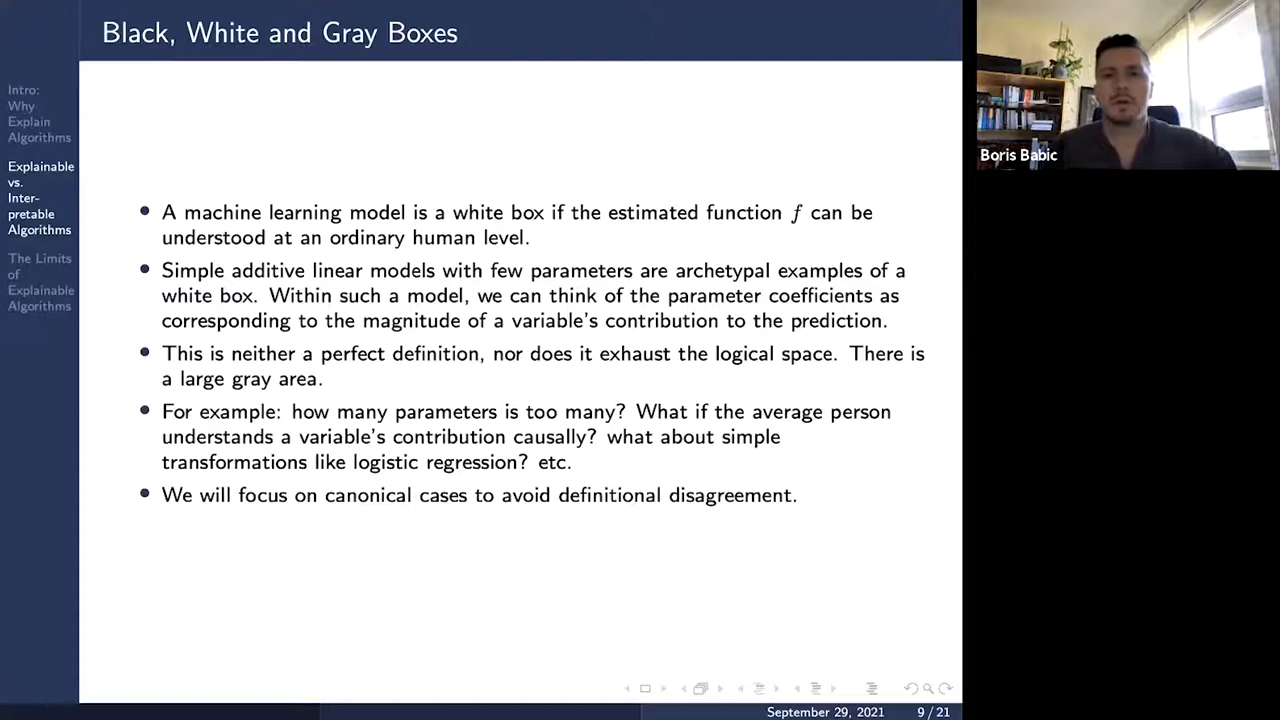 Black, White and Gray Boxes
Intro:
Why
Explain
Algorithms
Explainable
vs.
Inter-
pretable
Algorithms
The Limits
of
Explainable
Algorithms
• A machine learning model is a white box if the estimated function f can be
understood at an ordinary human level.
• Simple additive linear models with few parameters are archetypal examples of a
white box. Within such a model, we can think of the parameter coefficients as
corresponding to the magnitude of a variable's contribution to the prediction.
• This is neither a perfect definition, nor does it exhaust the logical space. There is
a large gray area.
• For example: how many parameters is too many? What if the average person
understands a variable's contribution causally? what about simple
transformations like logistic regression? etc.
• We will focus on canonical cases to avoid definitional disagreement.
September 29, 2021
9 / 21
Boris Babic